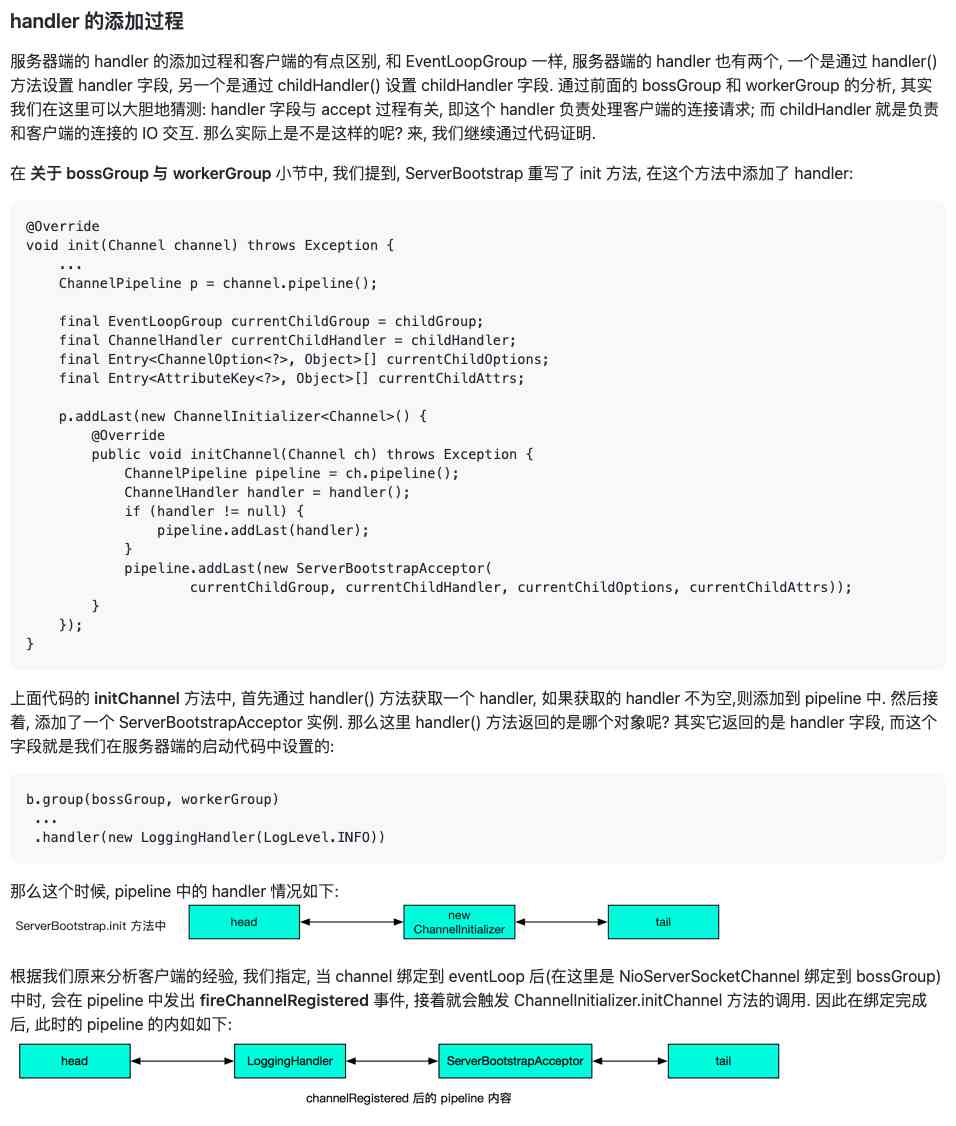 handler 的添加过程
服务器端的 handler 的添加过程和客户端的有点区别, 和 EventLoopGroup 一样, 服务器端的 handler 也有两个, 一个是通过 handler()
方法设置 handler 字段, 另一个是通过 childHandler() 设置 childHandler 字段. 通过前面的 bossGroup 和 workerGroup 的分析, 其实
我们在这里可以大胆地猜测: handler 字段与 accept 过程有关, 即这个 handler 负责处理客户端的连接请求; 而 childHandler 就是负责
和客户端的连接的 IO 交互. 那么实际上是不是这样的呢? 来, 我们继续通过代码证明.
在 关于 bossGroup 与 workerGroup 小节中, 我们提到, ServerBootstrap 重写了 init 方法, 在这个方法中添加了 handler:
@Override
void init(Channel channel) throws Exception {
    ...
    ChannelPipeline p = channel.pipeline();
    final EventLoopGroup currentChildGroup = childGroup;
    final ChannelHandler currentChildHandler = childHandler;
    final Entry<ChannelOption<?>, Object>[] currentChildOptions;
    final Entry<AttributeKey<?>, Object>[] currentChildAttrs;
    p.addLast(new ChannelInitializer<Channel>() {
        @Override
        public void initChannel(Channel ch) throws Exception {
            ChannelPipeline pipeline = ch.pipeline();
            ChannelHandler handler = handler();
            if (handler != null) {
                pipeline.addLast(handler);
            }
            pipeline.addLast(new ServerBootstrapAcceptor(
                    currentChildGroup, currentChildHandler, currentChildOptions, currentChildAttrs));
        }
    });
}
上面代码的 initChannel 方法中, 首先通过 handler() 方法获取一个 handler, 如果获取的 handler 不为空,则添加到 pipeline 中. 然后接
着, 添加了一个 ServerBootstrapAcceptor 实例. 那么这里 handler() 方法返回的是哪个对象呢? 其实它返回的是 handler 字段, 而这个
字段就是我们在服务器端的启动代码中设置的:
b.group(bossGroup, workerGroup)
 ...
 .handler(new LoggingHandler(LogLevel.INFO))
那么这个时候, pipeline 中的 handler 情况如下:
ServerBootstrap.init 方法中
head
new
ChannelInitializer
tail
根据我们原来分析客户端的经验, 我们指定, 当 channel 绑定到 eventLoop 后(在这里是 NioServerSocketChannel 绑定到 bossGroup)
中时, 会在 pipeline 中发出 fireChannelRegistered 事件, 接着就会触发 ChannelInitializer.initChannel 方法的调用. 因此在绑定完成
后, 此时的 pipeline 的内如如下:
head
LoggingHandler
ServerBootstrapAcceptor
tail
channelRegistered 后的 pipeline 内容